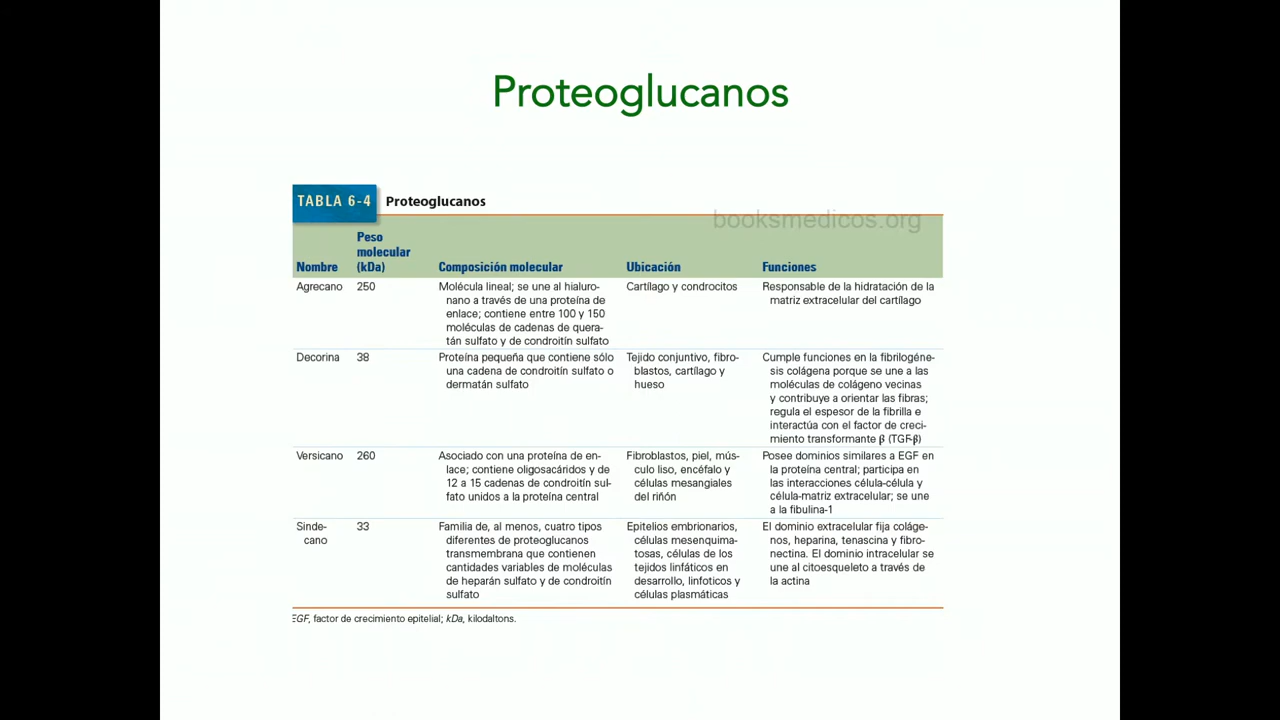 Proteoglucanos
TABLA 6-4 Proteoglucanos
booksmedicos.org
Nombre Peso molecular (kDa) Composición molecular Ubicación Funciones
Agrecano 250
Molécula lineal; se une al hialuro-
nano a través de una proteína de
enlace; contiene entre 100 y 150
moléculas de cadenas de quera-
tán sulfato y de condroitín sulfato
Cartílago y condrocitos
Responsable de la hidratación de la
matriz extracelular del cartílago
Decorina 38
Proteína pequeña que contiene sólo
una cadena de condroitín sulfato o
dermatán sulfato
Tejido conjuntivo, fibro-
blastos, cartílago y
hueso
Cumple funciones en la fibrilogéne-
sis colágena porque se une a las
moléculas de colágeno vecinas
y contribuye a orientar las fibras;
regula el espesor de la fibrilla e
interactúa con el factor de creci-
miento transformante β (TGF-β)
Versicano 260
Asociado con una proteína de en-
lace; contiene oligosacáridos y de
12 a 15 cadenas de condroitín sul-
fato unidos a la proteína central
Fibroblastos, piel, mús-
culo liso, encéfalo y
células mesangiales
del riñón
Posee dominios similares a EGF en
la proteína central; participa en
las interacciones célula-célula y
célula-matriz extracelular; se une
a la fibulina-1
Sinde-
cano
33
Familia de, al menos, cuatro tipos
diferentes de proteoglucanos
transmembrana que contienen
cantidades variables de moléculas
de heparán sulfato y de condroitín
sulfato
Epitelios embrionarios,
células mesenquima-
tosas, células de los
tejidos linfáticos en
desarrollo, linfoticos y
células plasmáticas
El dominio extracelular fija coláge-
nos, heparina, tenascina y fibro-
nectina. El dominio intracelular se
une al citoesqueleto a través de
la actina
EGF, factor de crecimiento epitelial; kDa, kilodaltons.